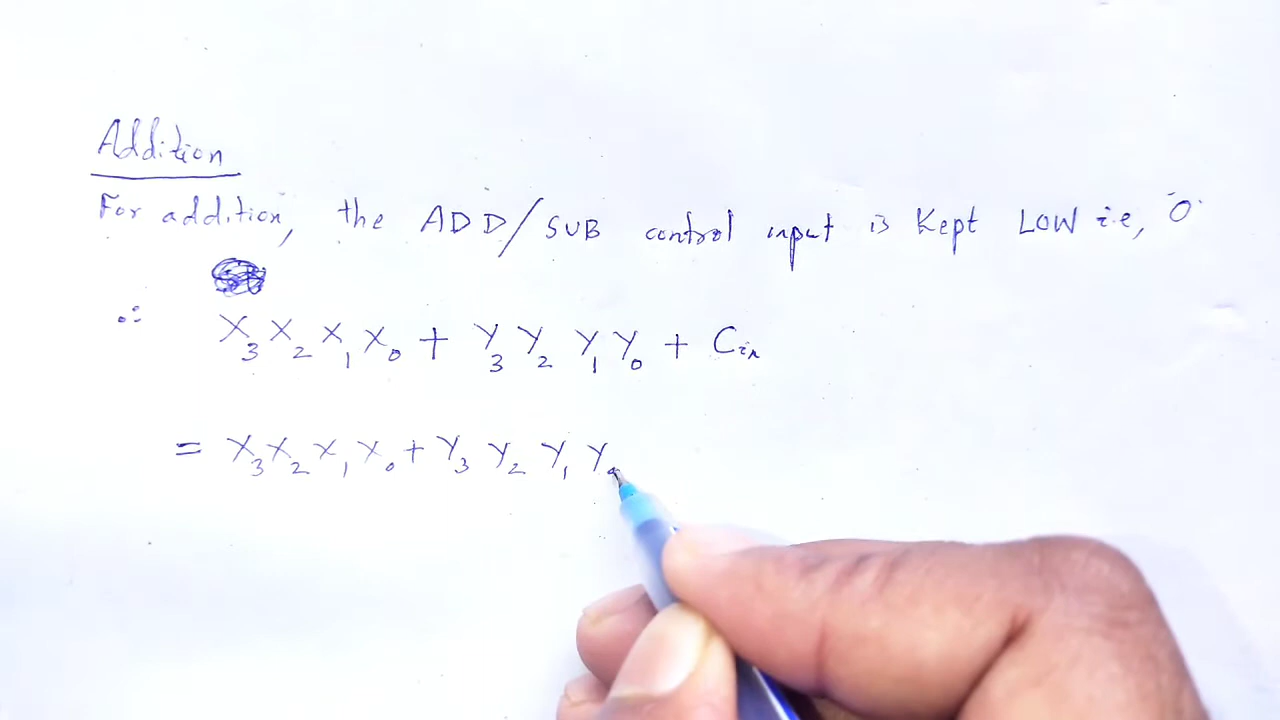 Addition
For addition, the ADD/SUB control input is Kept LOW i.e, '0'
∴ X₃ X₂ X₁ X₀ + Y₃ Y₂ Y₁ Y₀ + Cᵢₙ
= X₃ X₂ X₁ X₀ + Y₃ Y₂ Y₁ Y₀